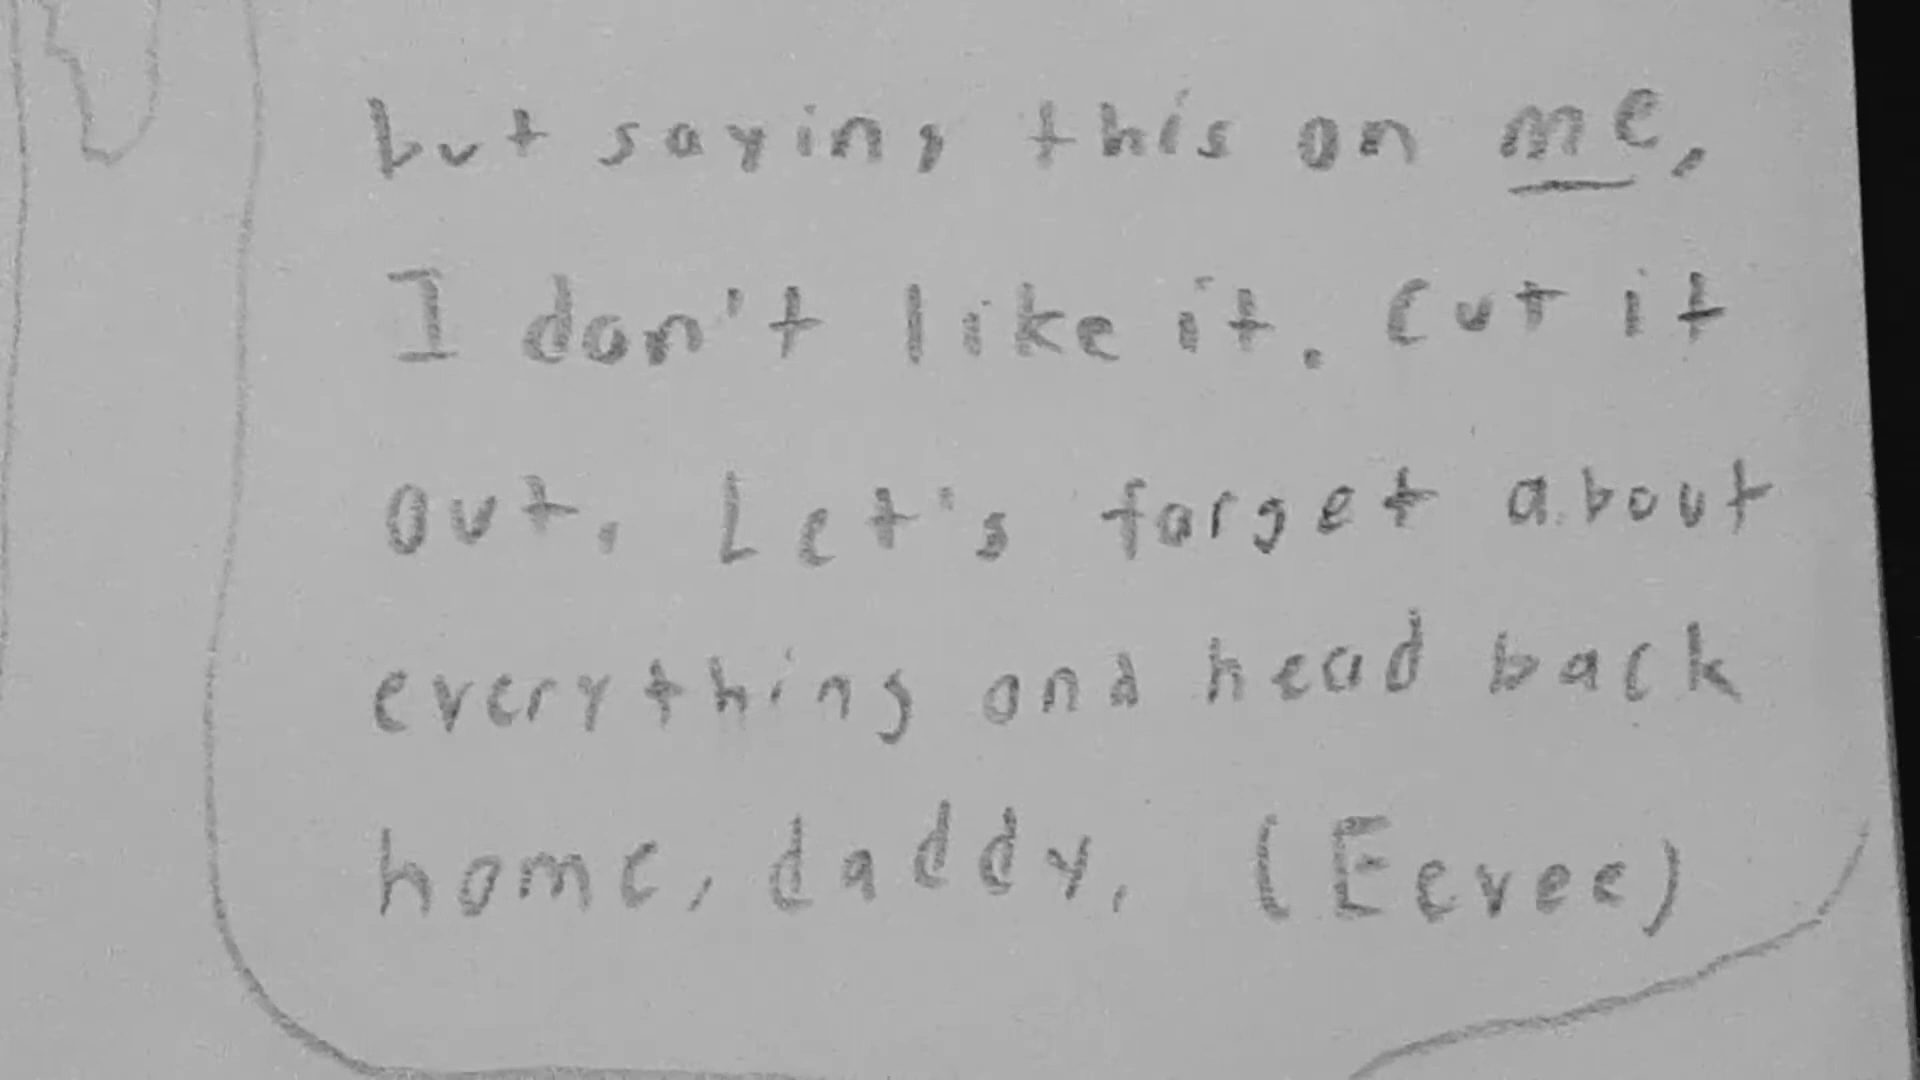 but saying this on me,
I don't like it. Cut it
out. Let's forget about
everything and head back
home, daddy. (Eevee)